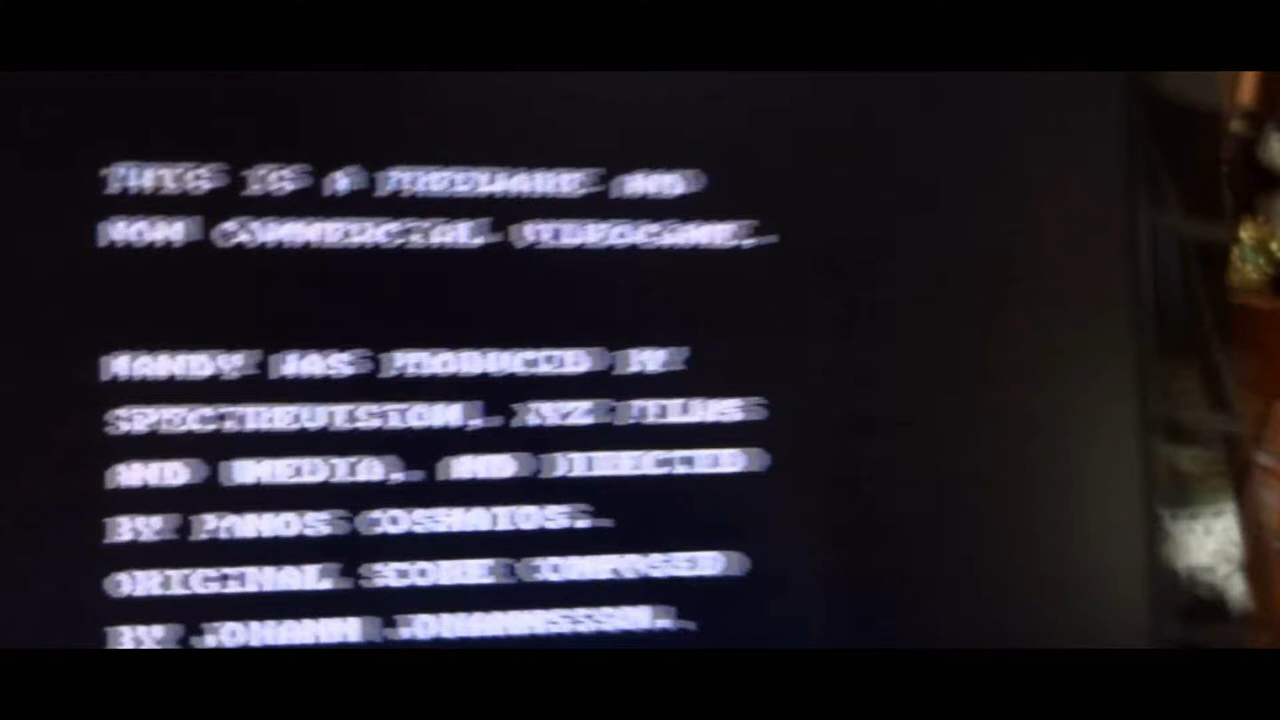 THIS IS A FREEWARE AND
NON COMMERCIAL VIDEOGAME.
MANDY WAS PRODUCED BY
SPECTREVISION, XYZ FILMS
AND UMEDIA, AND DIRECTED
BY PANOS COSMATOS.
ORIGINAL SCORE COMPOSED
BY JOHANN JOHANNSSON.